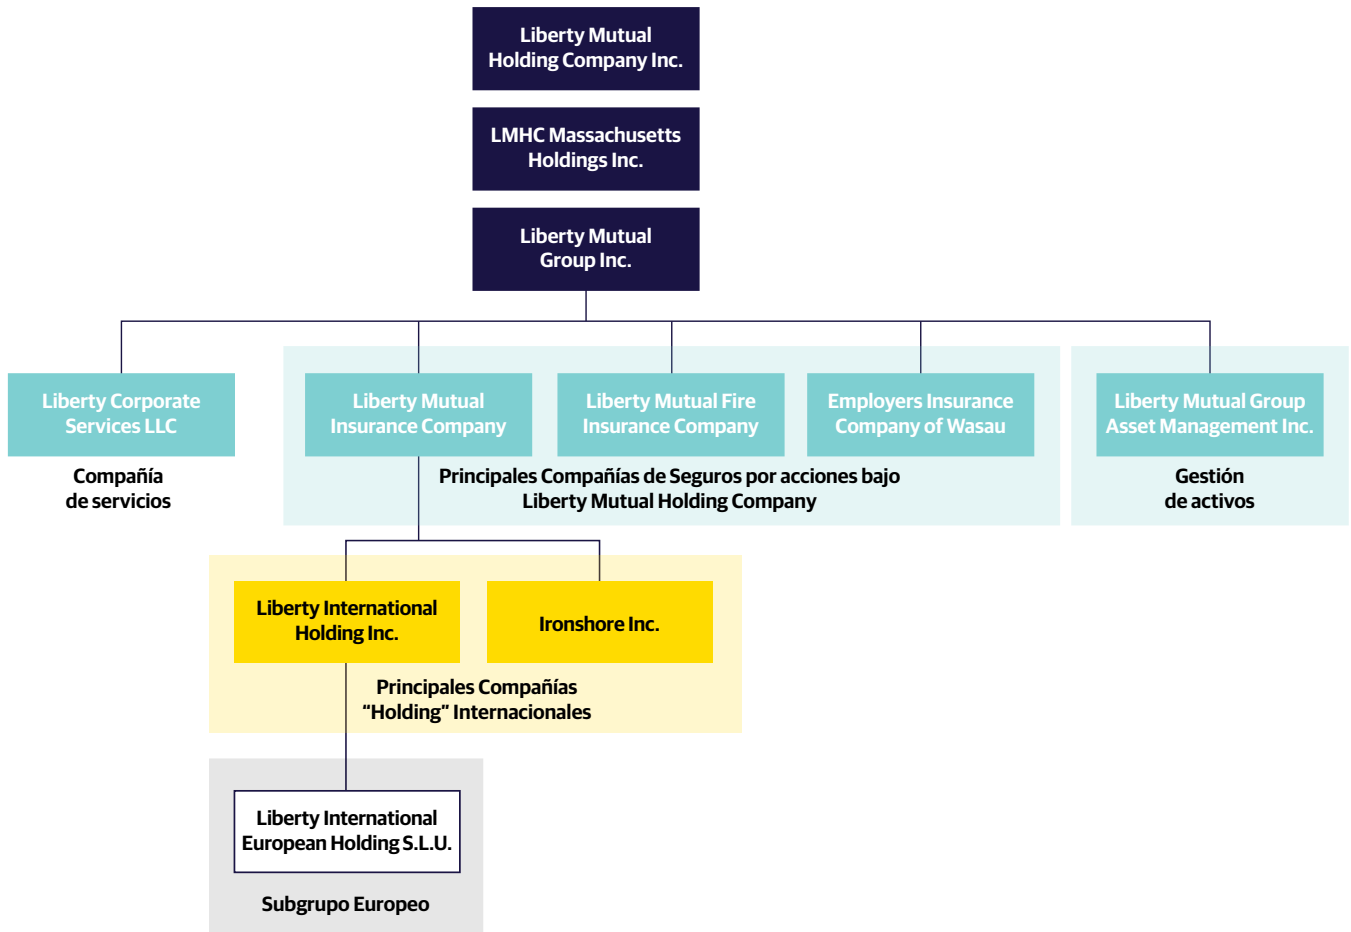 Liberty Mutual
Holding Company Inc.
LMHC Massachusetts
Holdings Inc.
Liberty Mutual
Group Inc.
Liberty Corporate
Services LLC
Compañía
de servicios
Liberty Mutual
Insurance Company
Liberty Mutual Fire
Insurance Company
Employers Insurance
Company of Wasau
Principales Compañías de Seguros por acciones bajo
Liberty Mutual Holding Company
Liberty Mutual Group
Asset Management Inc.
Gestión
de activos
Liberty International
Holding Inc.
Ironshore Inc.
Principales Compañías
“Holding” Internacionales
Liberty International
European Holding S.L.U.
Subgrupo Europeo